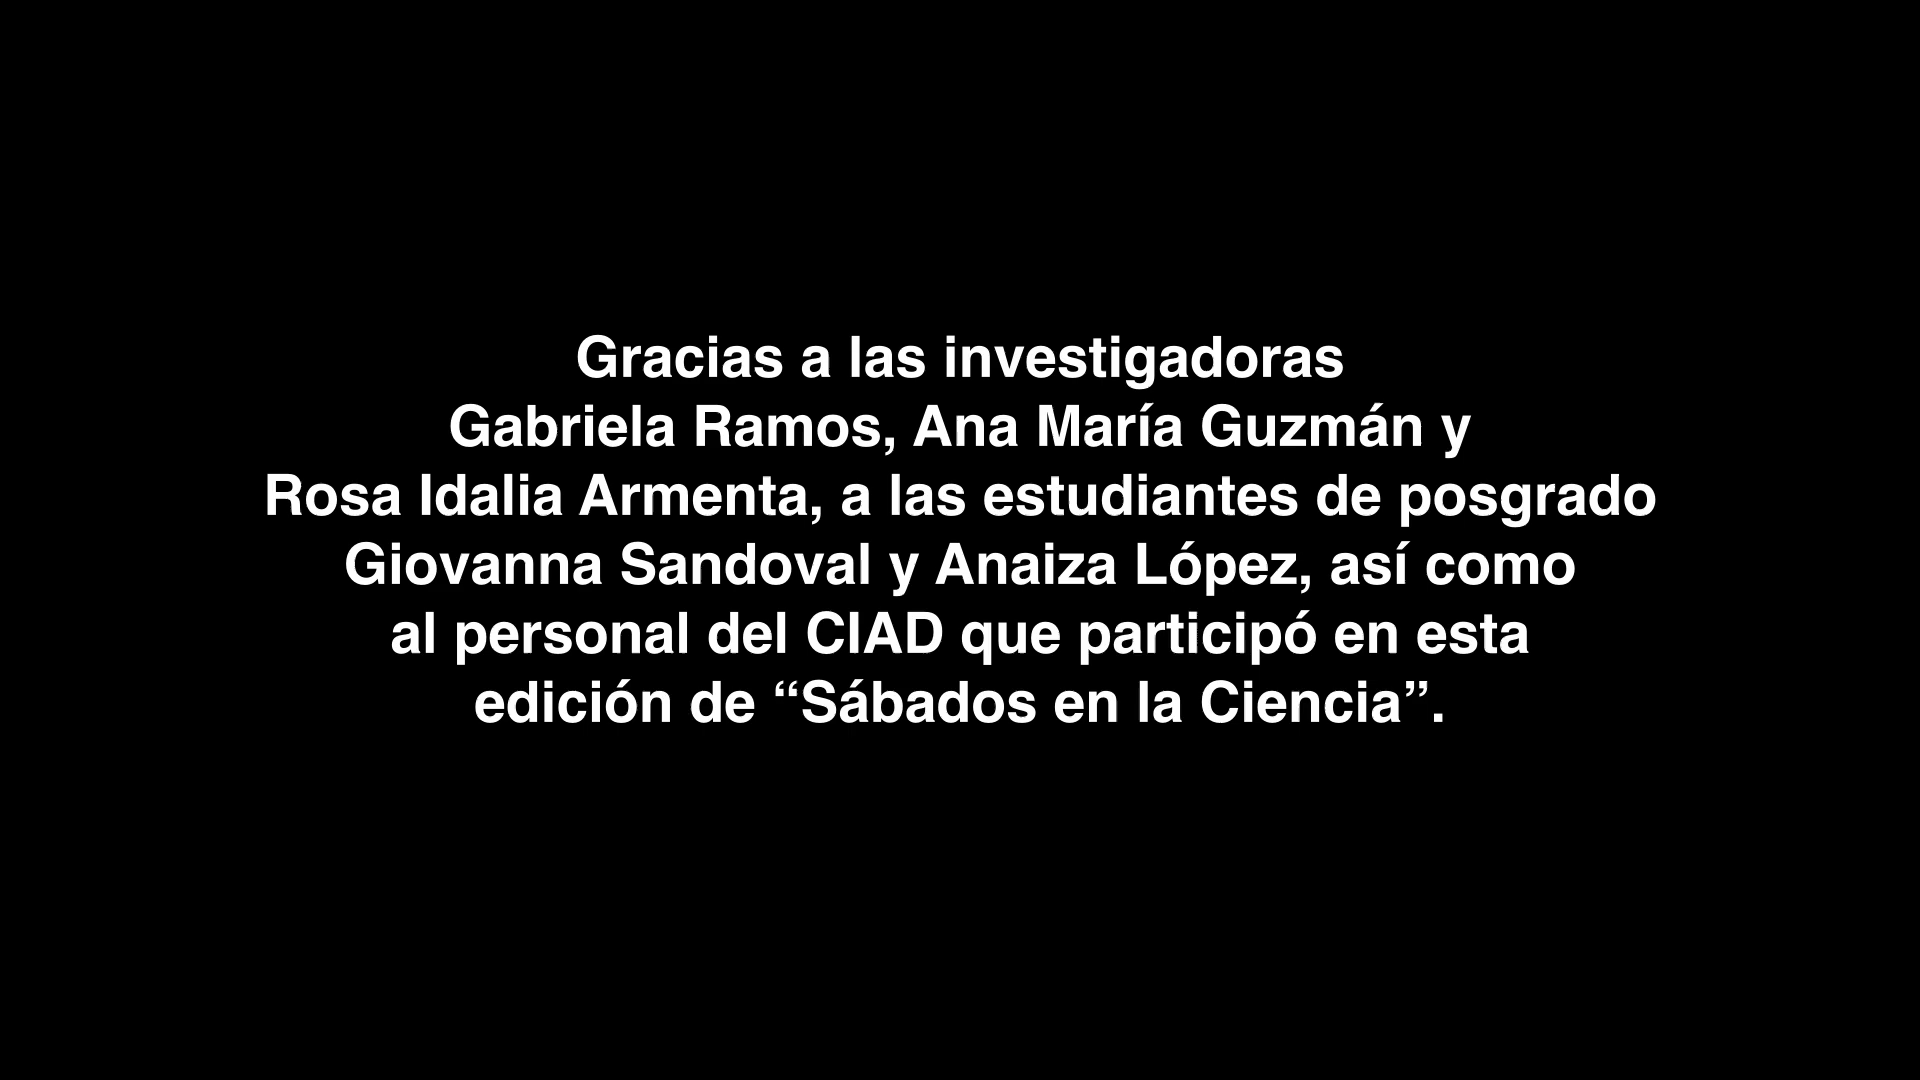 Gracias a las investigadoras
Gabriela Ramos, Ana María Guzmán y
Rosa Idalia Armenta, a las estudiantes de posgrado
Giovanna Sandoval y Anaiza López, así como
al personal del CIAD que participó en esta
edición de “Sábados en la Ciencia”.